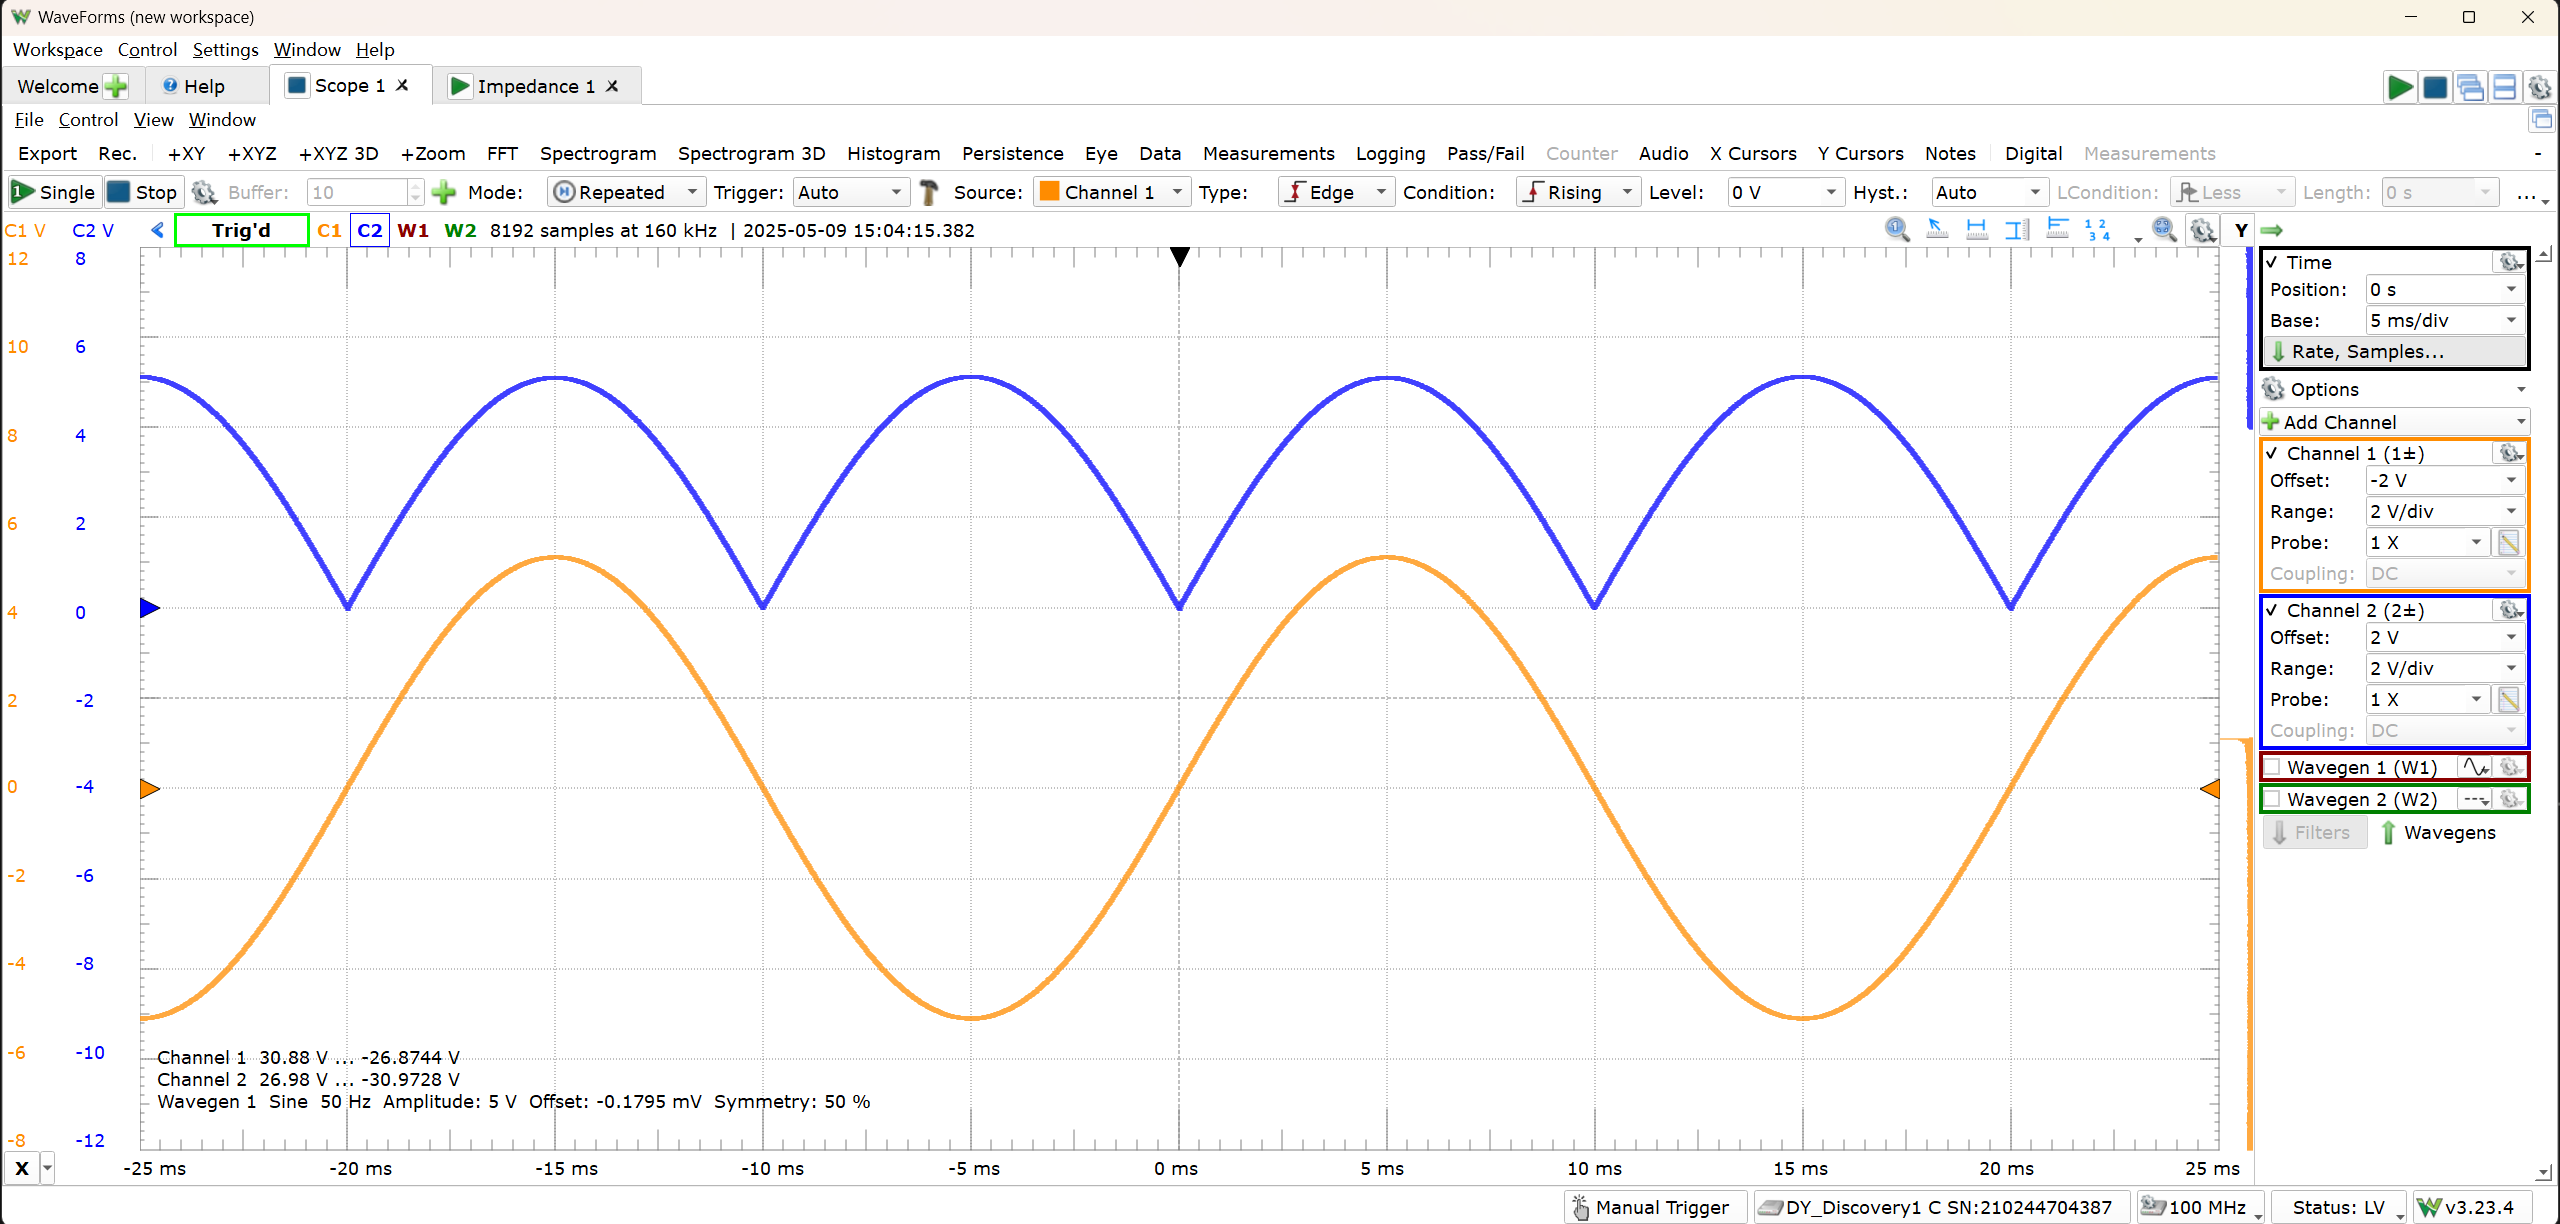 WaveForms (new workspace)
Workspace Control Settings Window Help
Welcome Help Scope 1 Impedance 1
File Control View Window
Export Rec. +XY +XYZ +XYZ 3D +Zoom FFT Spectrogram Spectrogram 3D Histogram Persistence Eye Data Measurements Logging Pass/Fail Counter Audio X Cursors Y Cursors Notes Digital Measurements -
Single Stop Buffer: 10 Mode: Repeated Trigger: Auto Source: Channel 1 Type: Edge Condition: Rising Level: 0 V Hyst.: Auto LCondition: Less Length: 0 s ...
C1 V C2 V Trig'd C1 C2 W1 W2 8192 samples at 160 kHz | 2025-05-09 15:04:15.382 Y
12 8
10 6
8 4
6 2
4 0
2 -2
0 -4
-2 -6
-4 -8
-6 -10
-8 -12
Channel 1 30.88 V ... -26.8744 V
Channel 2 26.98 V ... -30.9728 V
Wavegen 1 Sine 50 Hz Amplitude: 5 V Offset: -0.1795 mV Symmetry: 50 %
X -25 ms -20 ms -15 ms -10 ms -5 ms 0 ms 5 ms 10 ms 15 ms 20 ms 25 ms
Time
Position: 0 s
Base: 5 ms/div
Rate, Samples...
Options
Add Channel
Channel 1 (1±)
Offset: -2 V
Range: 2 V/div
Probe: 1 X
Coupling: DC
Channel 2 (2±)
Offset: 2 V
Range: 2 V/div
Probe: 1 X
Coupling: DC
Wavegen 1 (W1)
Wavegen 2 (W2)
Filters Wavegens
Manual Trigger DY_Discovery1 C SN:210244704387 100 MHz Status: LV v3.23.4